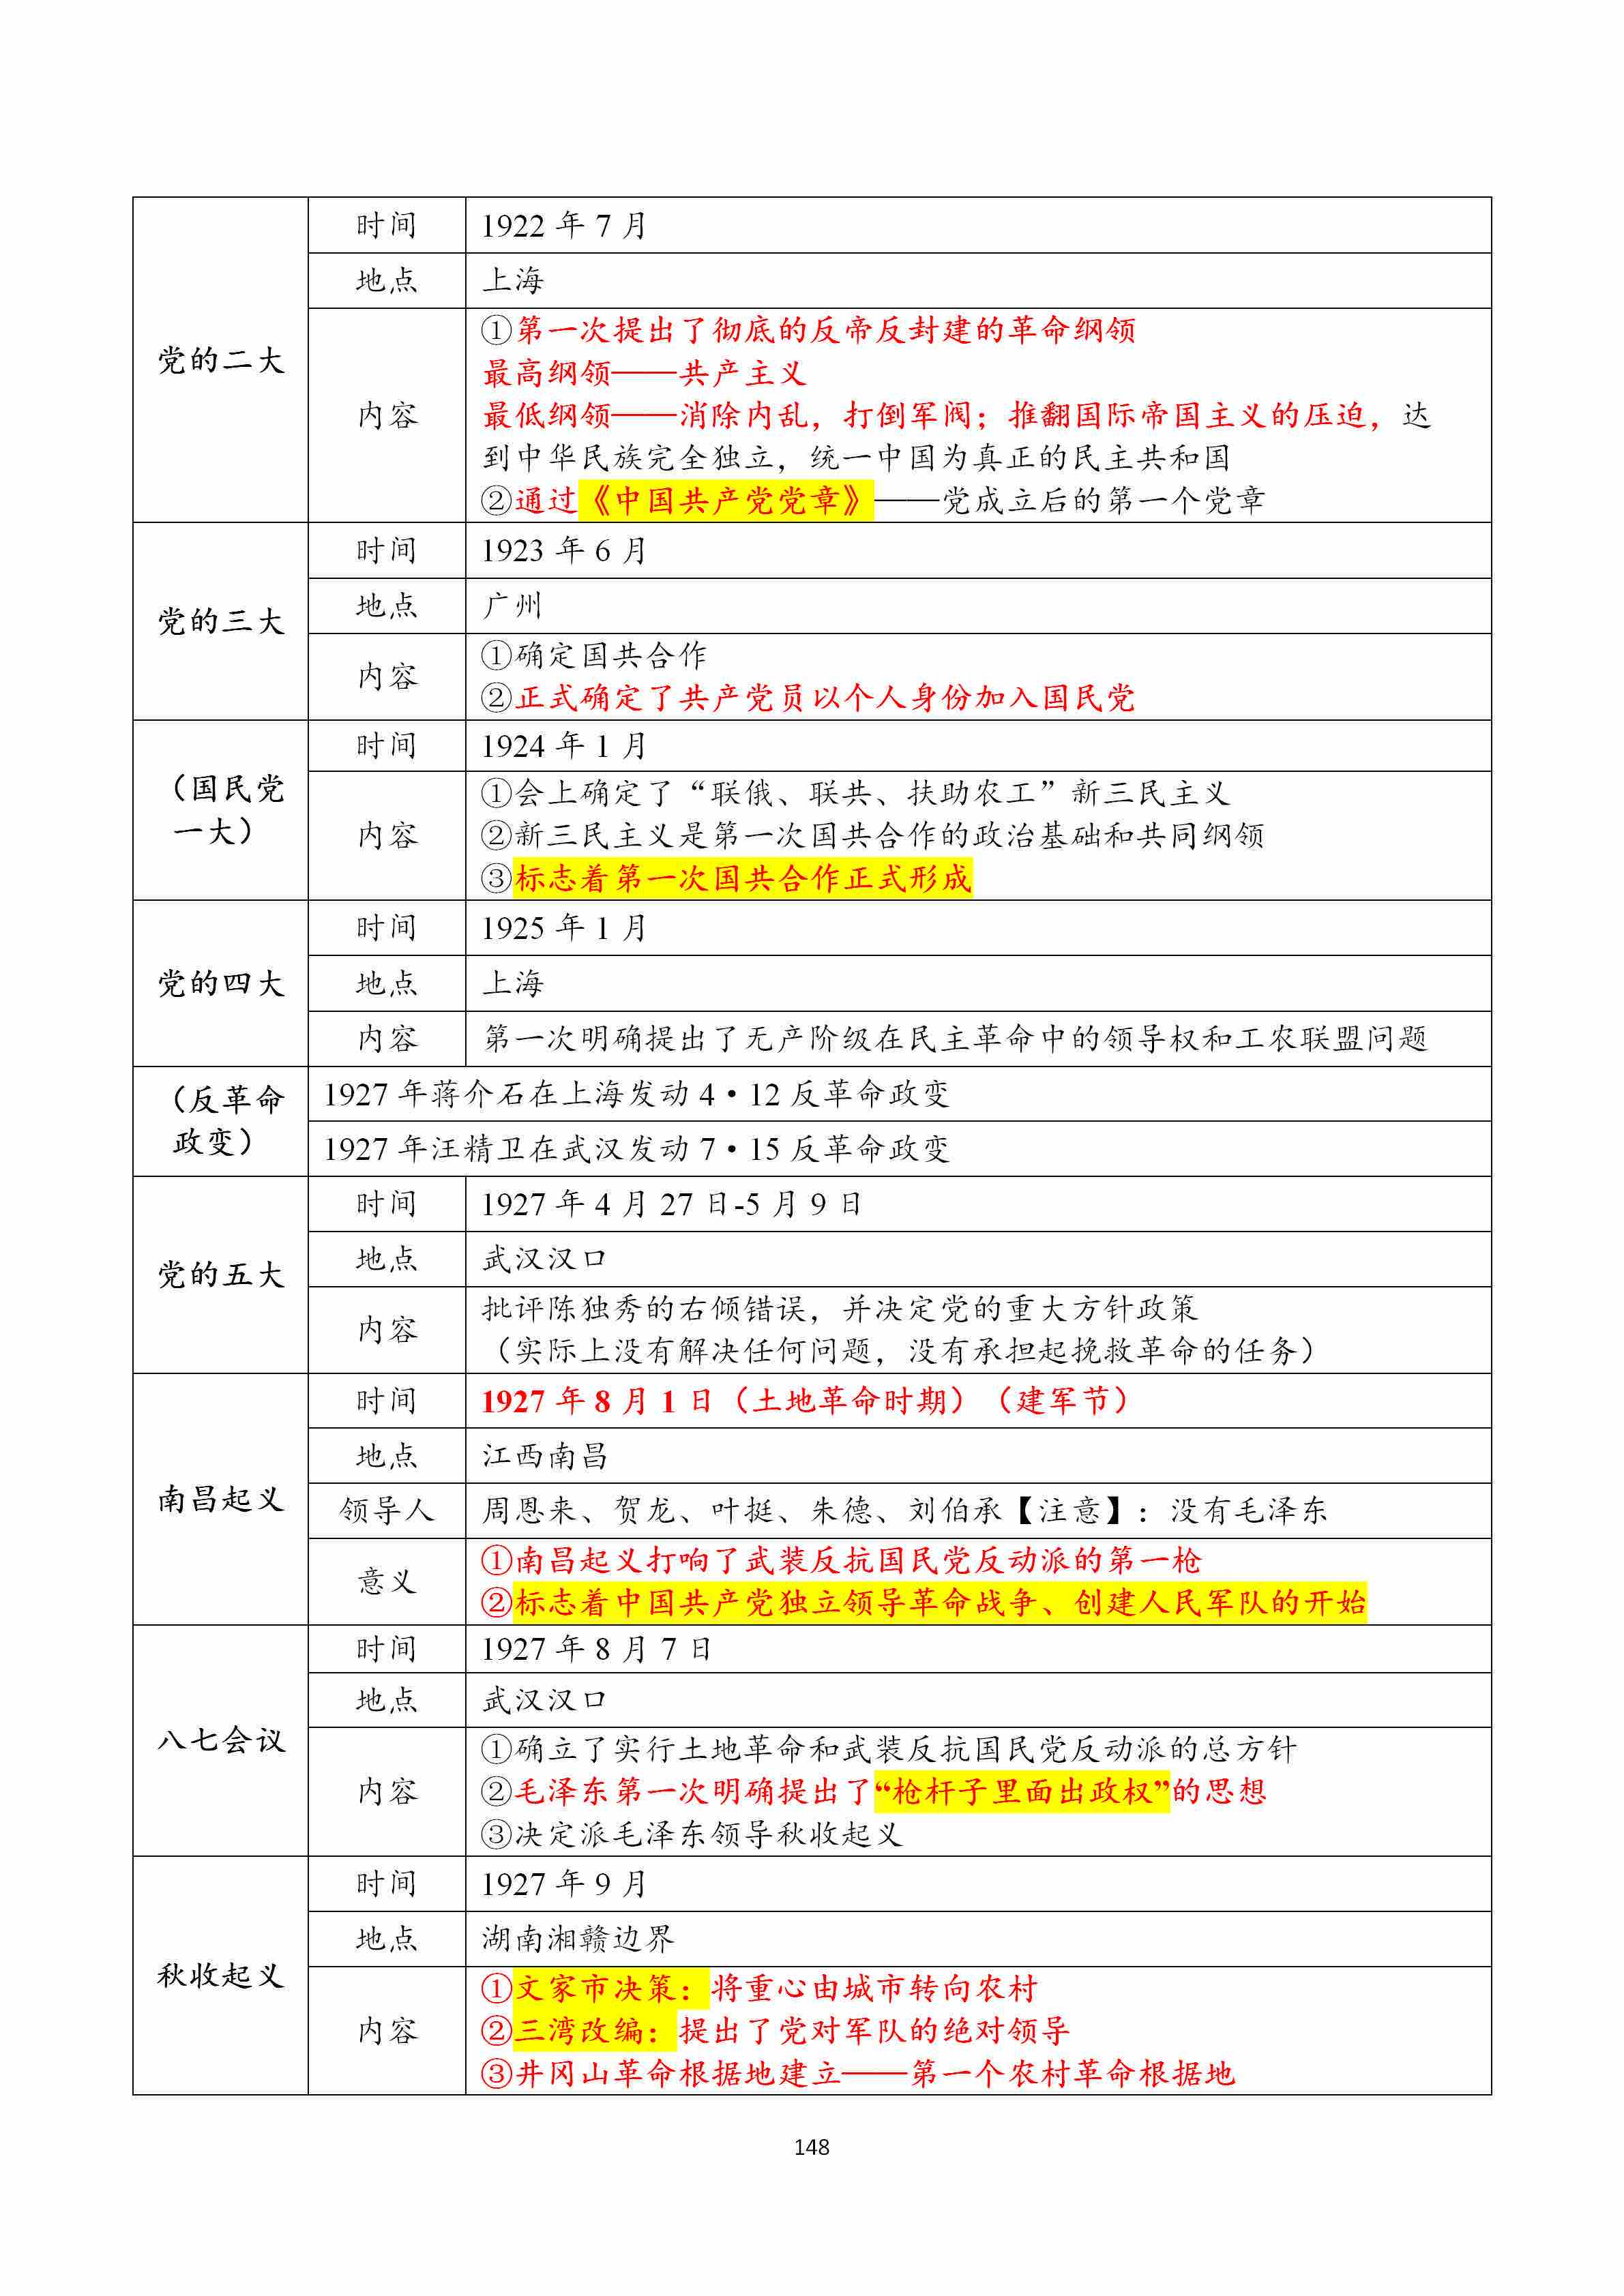 党的二大
时间
1922 年 7 月
地点
上海
内容
①第一次提出了彻底的反帝反封建的革命纲领
最高纲领——共产主义
最低纲领——消除内乱，打倒军阀；推翻国际帝国主义的压迫，达
到中华民族完全独立，统一中国为真正的民主共和国
②通过《中国共产党党章》——党成立后的第一个党章
党的三大
时间
1923 年 6 月
地点
广州
内容
①确定国共合作
②正式确定了共产党员以个人身份加入国民党
（国民党
一大）
时间
1924 年 1 月
内容
①会上确定了“联俄、联共、扶助农工”新三民主义
②新三民主义是第一次国共合作的政治基础和共同纲领
③标志着第一次国共合作正式形成
党的四大
时间
1925 年 1 月
地点
上海
内容
第一次明确提出了无产阶级在民主革命中的领导权和工农联盟问题
（反革命
政变）
1927 年蒋介石在上海发动 4·12 反革命政变
1927 年汪精卫在武汉发动 7·15 反革命政变
党的五大
时间
1927 年 4 月 27 日-5 月 9 日
地点
武汉汉口
内容
批评陈独秀的右倾错误，并决定党的重大方针政策
（实际上没有解决任何问题，没有承担起挽救革命的任务）
南昌起义
时间
1927 年 8 月 1 日（土地革命时期）（建军节）
地点
江西南昌
领导人
周恩来、贺龙、叶挺、朱德、刘伯承【注意】：没有毛泽东
意义
①南昌起义打响了武装反抗国民党反动派的第一枪
②标志着中国共产党独立领导革命战争、创建人民军队的开始
八七会议
时间
1927 年 8 月 7 日
地点
武汉汉口
内容
①确立了实行土地革命和武装反抗国民党反动派的总方针
②毛泽东第一次明确提出了“枪杆子里面出政权”的思想
③决定派毛泽东领导秋收起义
秋收起义
时间
1927 年 9 月
地点
湖南湘赣边界
内容
①文家市决策：将重心由城市转向农村
②三湾改编：提出了党对军队的绝对领导
③井冈山革命根据地建立——第一个农村革命根据地
148